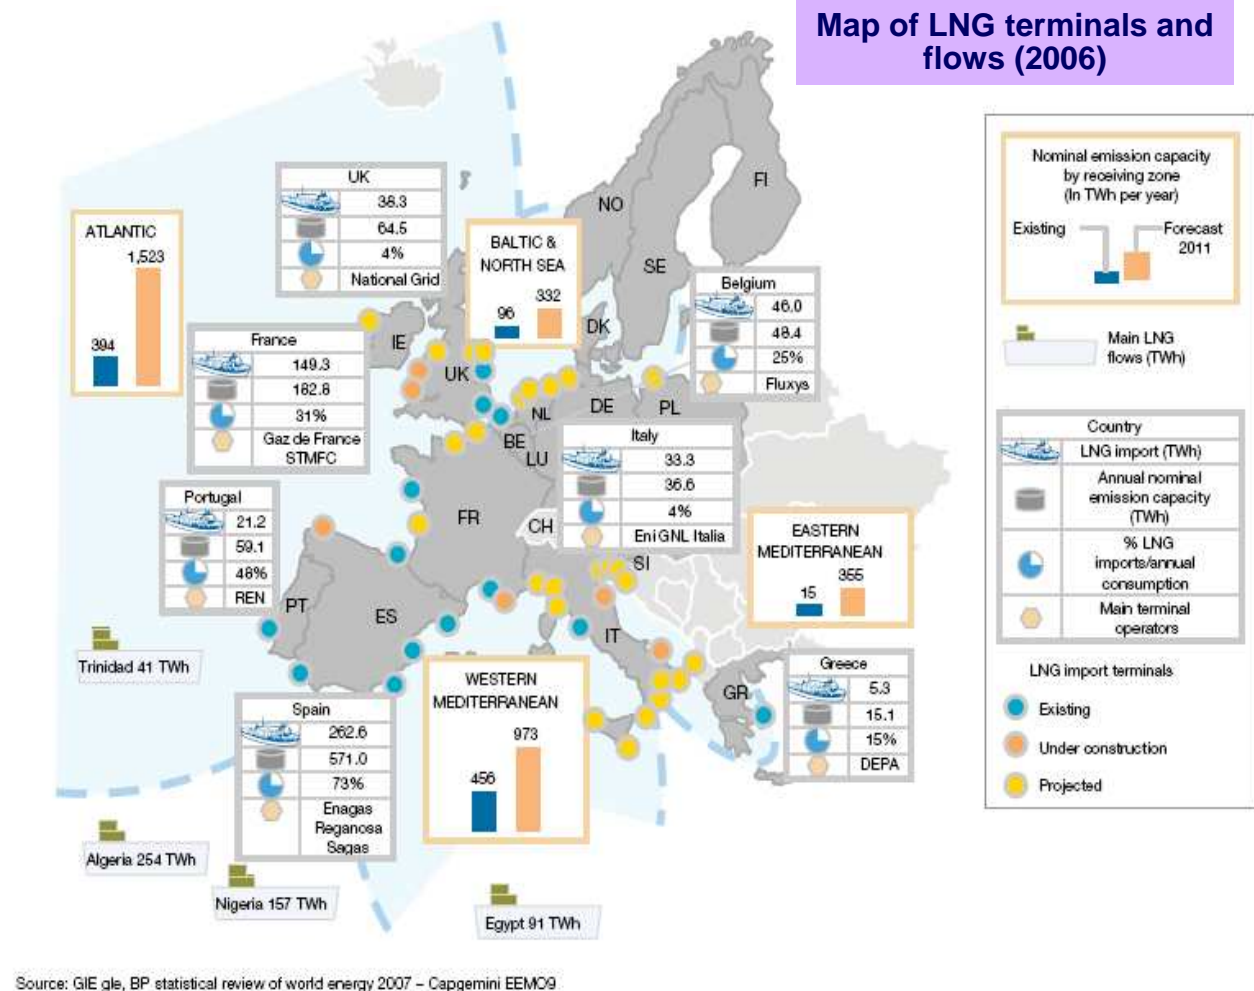 Map of LNG terminals and
flows (2006)
Nominal emission capacity
by receiving zone
(In TWh per year)
Existing
Forecast
2011
Main LNG
flows (TWh)
Country
LNG import (TWh)
Annual nominal
emission capacity
(TWh)
% LNG
imports/annual
consumption
Main terminal
operators
LNG import terminals
Existing
Under construction
Projected
UK
38.3
64.5
4%
National Grid
ATLANTIC
1,523
394
BALTIC &
NORTH SEA
332
96
Belgium
46.0
48.4
25%
Fluxys
France
149.3
182.8
31%
Gaz de France
STMFC
Italy
33.3
36.6
4%
Eni GNL Italia
Portugal
21.2
59.1
48%
REN
EASTERN
MEDITERRANEAN
355
15
WESTERN
MEDITERRANEAN
973
456
Greece
5.3
15.1
15%
DEPA
Spain
262.6
571.0
73%
Enagas
Reganosa
Sagas
NO
FI
SE
DK
IE
UK
NL
DE
PL
BE
LU
FR
CH
SI
PT
ES
IT
GR
Trinidad 41 TWh
Algeria 254 TWh
Nigeria 157 TWh
Egypt 91 TWh
Source: GIE gle, BP statistical review of world energy 2007 – Capgemini EEMO9